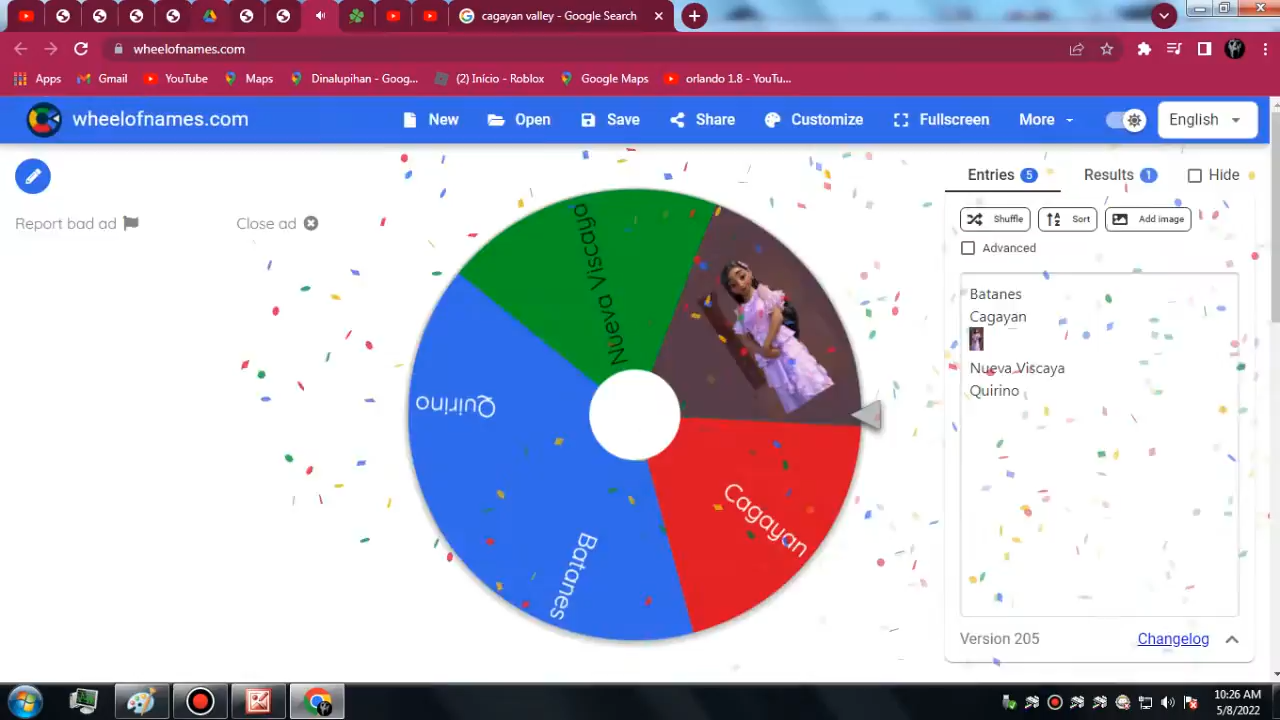 cagayan valley - Google Search
wheelofnames.com
Apps Gmail YouTube Maps Dinalupihan - Goog... (2) Início - Roblox Google Maps orlando 1.8 - YouTu...
wheelofnames.com New Open Save Share Customize Fullscreen More English
Entries 5 Results 1 Hide
Report bad ad Close ad
Shuffle Sort Add image
Advanced
Batanes
Cagayan
Nueva Viscaya
Quirino
Nueva Viscaya
Quirino
Cagayan
Batanes
Version 205 Changelog
10:26 AM
5/8/2022